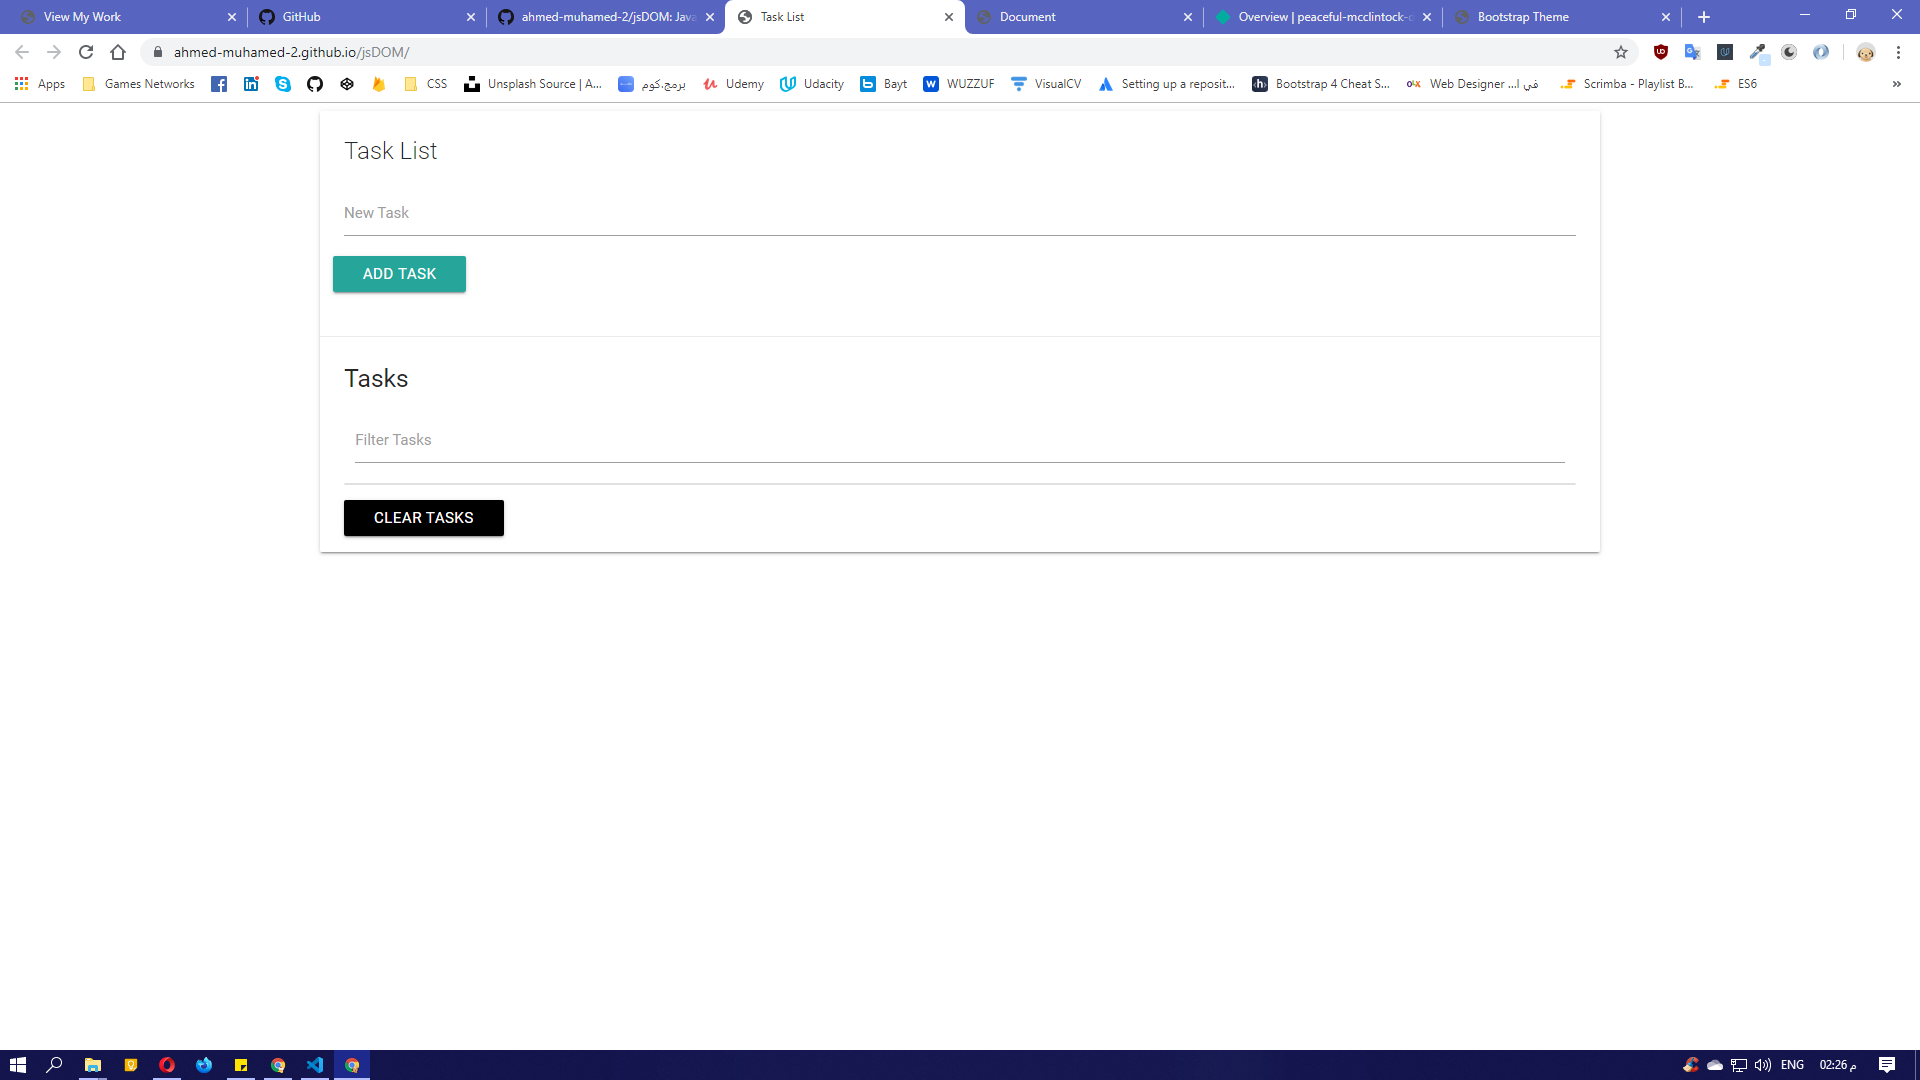 View My Work
GitHub
ahmed-muhamed-2/jsDOM: Java
Task List
Document
Overview | peaceful-mcclintock-d
Bootstrap Theme
ahmed-muhamed-2.github.io/jsDOM/
Apps
Games Networks
CSS
Unsplash Source | A...
برمج.كوم
Udemy
Udacity
Bayt
WUZZUF
VisualCV
Setting up a reposit...
Bootstrap 4 Cheat S...
Web Designer ...في ا
Scrimba - Playlist B...
ES6
Task List
New Task
ADD TASK
Tasks
Filter Tasks
CLEAR TASKS
ENG
02:26 م